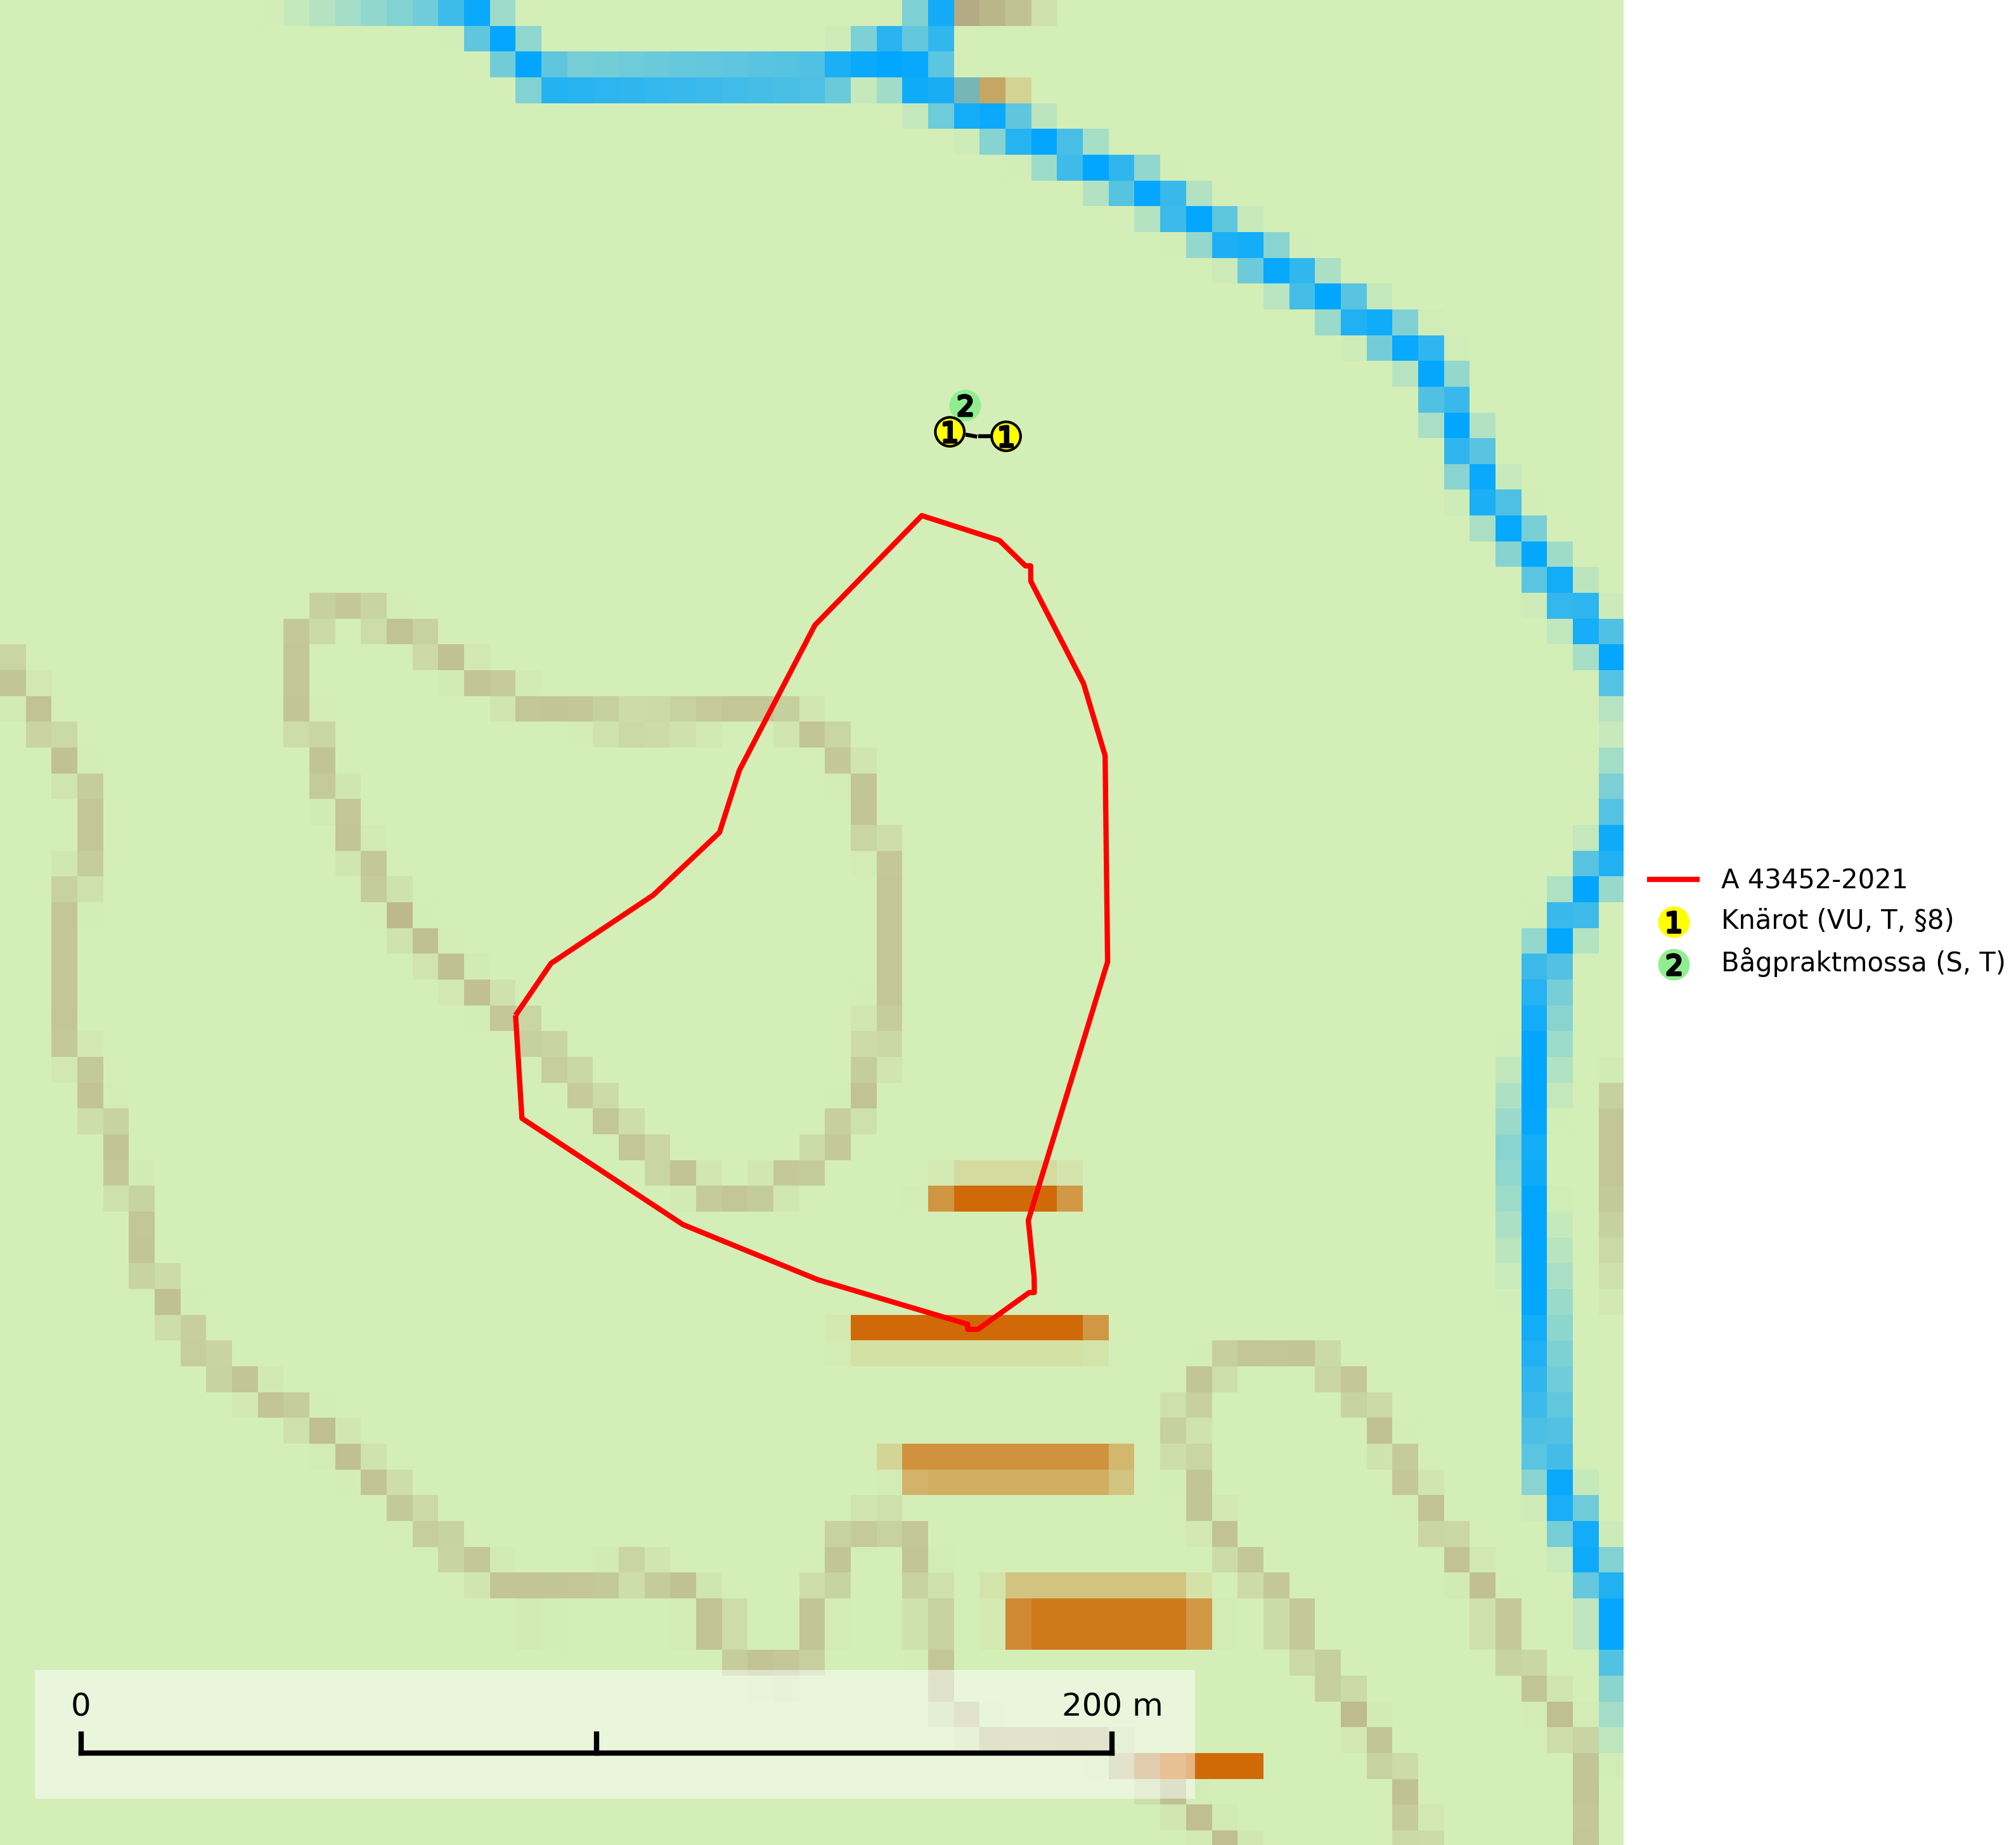 2
1 1
A 43452-2021
1 Knärot (VU, T, §8)
2 Bågpraktmossa (S, T)
0 200 m